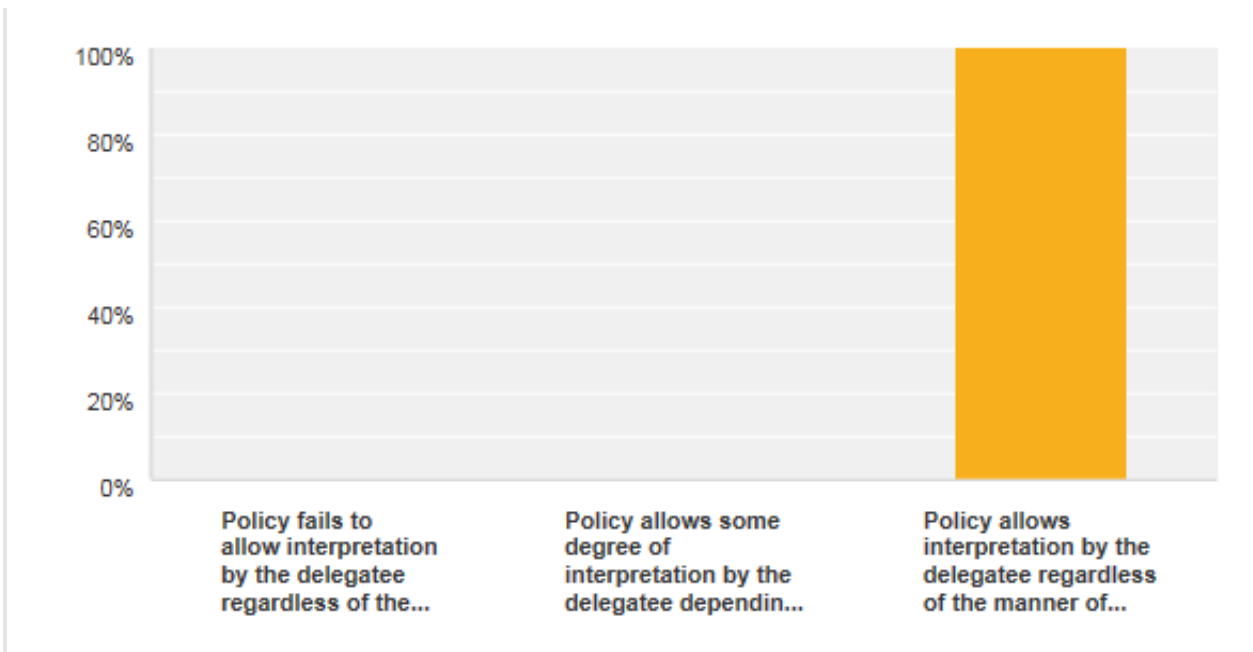 100%
80%
60%
40%
20%
0%
Policy fails to
allow interpretation
by the delegatee
regardless of the...
Policy allows some
degree of
interpretation by the
delegatee dependin...
Policy allows
interpretation by the
delegatee regardless
of the manner of...